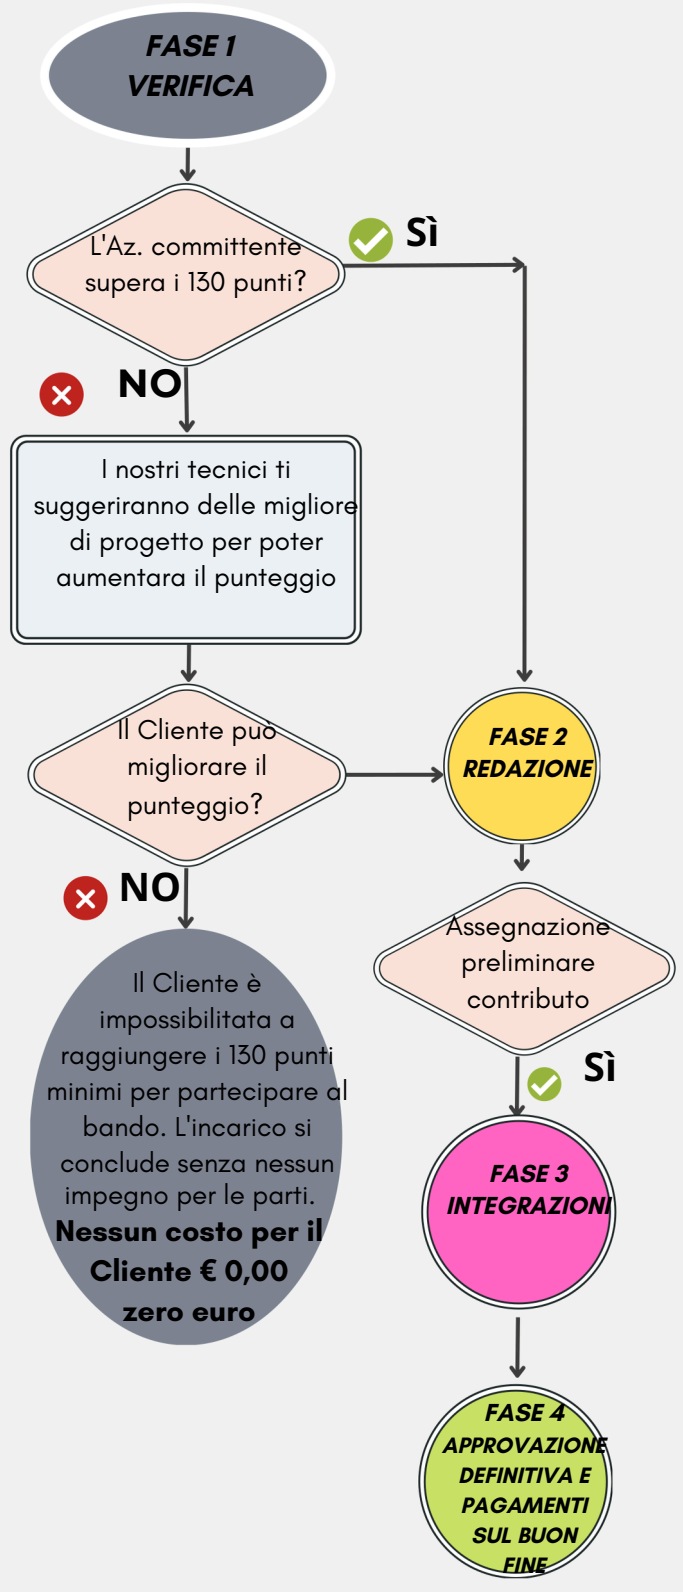 FASE 1
VERIFICA
L'Az. committente
supera i 130 punti?
Sì
NO
I nostri tecnici ti
suggeriranno delle migliore
di progetto per poter
aumentara il punteggio
Il Cliente può
migliorare il
punteggio?
FASE 2
REDAZIONE
NO
Il Cliente è
impossibilitata a
raggiungere i 130 punti
minimi per partecipare al
bando. L'incarico si
conclude senza nessun
impegno per le parti.
Nessun costo per il
Cliente € 0,00
zero euro
Assegnazione
preliminare
contributo
Sì
FASE 3
INTEGRAZIONI
FASE 4
APPROVAZIONE
DEFINITIVA E
PAGAMENTI
SUL BUON
FINE